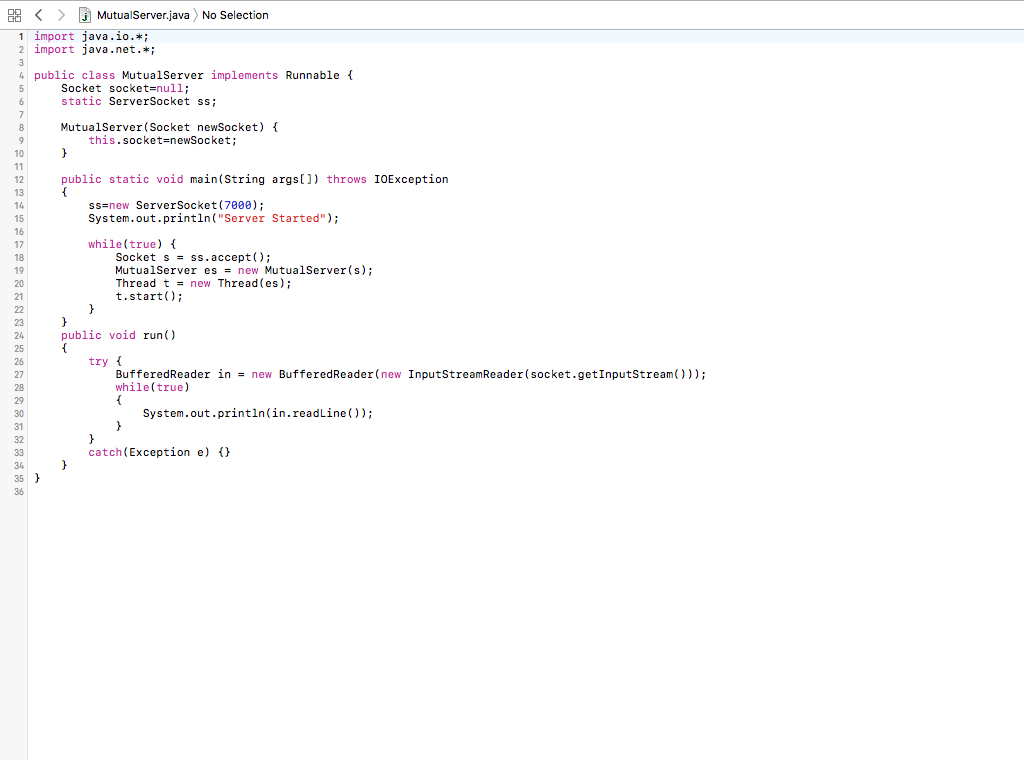 MutualServer.java 〉 No Selection
1 import java.io.*;
2 import java.net.*;
3
4 public class MutualServer implements Runnable {
5     Socket socket=null;
6     static ServerSocket ss;
7
8     MutualServer(Socket newSocket) {
9         this.socket=newSocket;
10     }
11
12     public static void main(String args[]) throws IOException
13     {
14         ss=new ServerSocket(7000);
15         System.out.println("Server Started");
16
17         while(true) {
18             Socket s = ss.accept();
19             MutualServer es = new MutualServer(s);
20             Thread t = new Thread(es);
21             t.start();
22         }
23     }
24     public void run()
25     {
26         try {
27             BufferedReader in = new BufferedReader(new InputStreamReader(socket.getInputStream()));
28             while(true)
29             {
30                 System.out.println(in.readLine());
31             }
32         }
33         catch(Exception e) {}
34     }
35 }
36